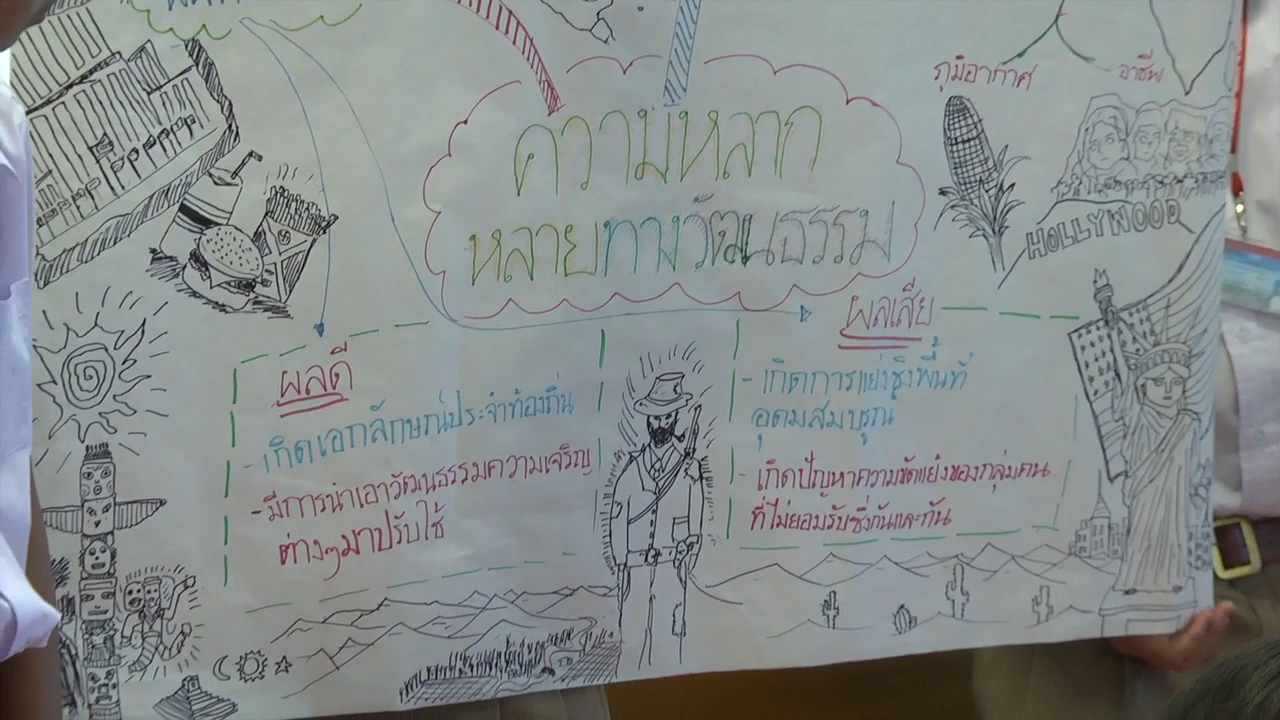 ภูมิอากาศ
อาชีพ
ความหลาก
หลายทางวัฒนธรรม
HOLLYWOOD
ผลดี
- เกิดเอกลักษณ์ประจำท้องถิ่น
- มีการนำเอาวัฒนธรรมความเจริญ
ต่างๆมาปรับใช้
ผลเสีย
- เกิดการแย่งชิงพื้นที่
อุดมสมบูรณ
- เกิดปัญหาความขัดแย้งของกลุ่มคน
ที่ไม่ยอมรับซึ่งกันและกัน